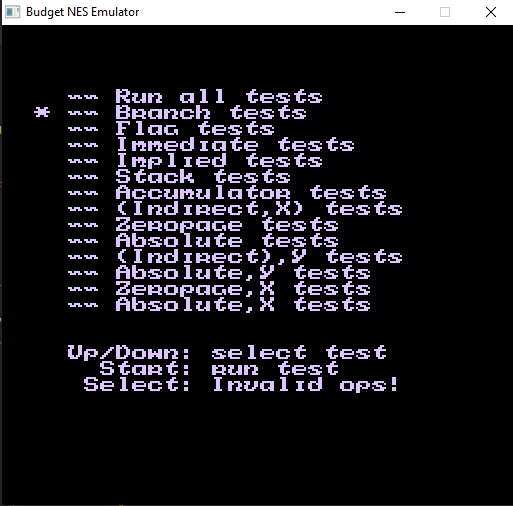 Budget NES Emulator
-- Run all tests
* -- Branch tests
-- Flag tests
-- Immediate tests
-- Implied tests
-- Stack tests
-- Accumulator tests
-- (Indirect,X) tests
-- Zeropage tests
-- Absolute tests
-- (Indirect),Y tests
-- Absolute,Y tests
-- Zeropage,X tests
-- Absolute,X tests
Up/Down: select test
Start: run test
Select: Invalid ops!